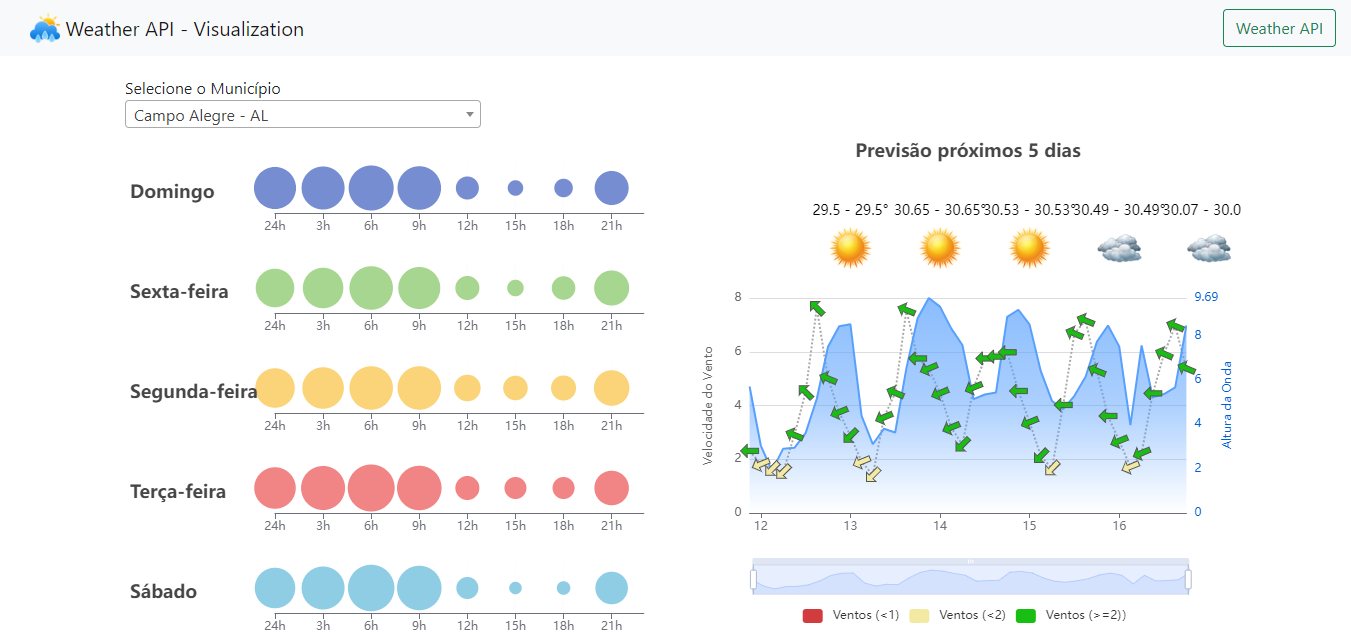 Weather API - Visualization
Weather API
Selecione o Município
Campo Alegre - AL
Domingo
24h 3h 6h 9h 12h 15h 18h 21h
Sexta-feira
24h 3h 6h 9h 12h 15h 18h 21h
Segunda-feira
24h 3h 6h 9h 12h 15h 18h 21h
Terça-feira
24h 3h 6h 9h 12h 15h 18h 21h
Sábado
24h 3h 6h 9h 12h 15h 18h 21h
Previsão próximos 5 dias
29.5 - 29.5° 30.65 - 30.65° 30.53 - 30.53° 30.49 - 30.49° 30.07 - 30.0
Velocidade do Vento
8
6
4
2
0
9.69
8
6
4
2
0
Altura da Onda
12 13 14 15 16
Ventos (<1) Ventos (<2) Ventos (>=2))